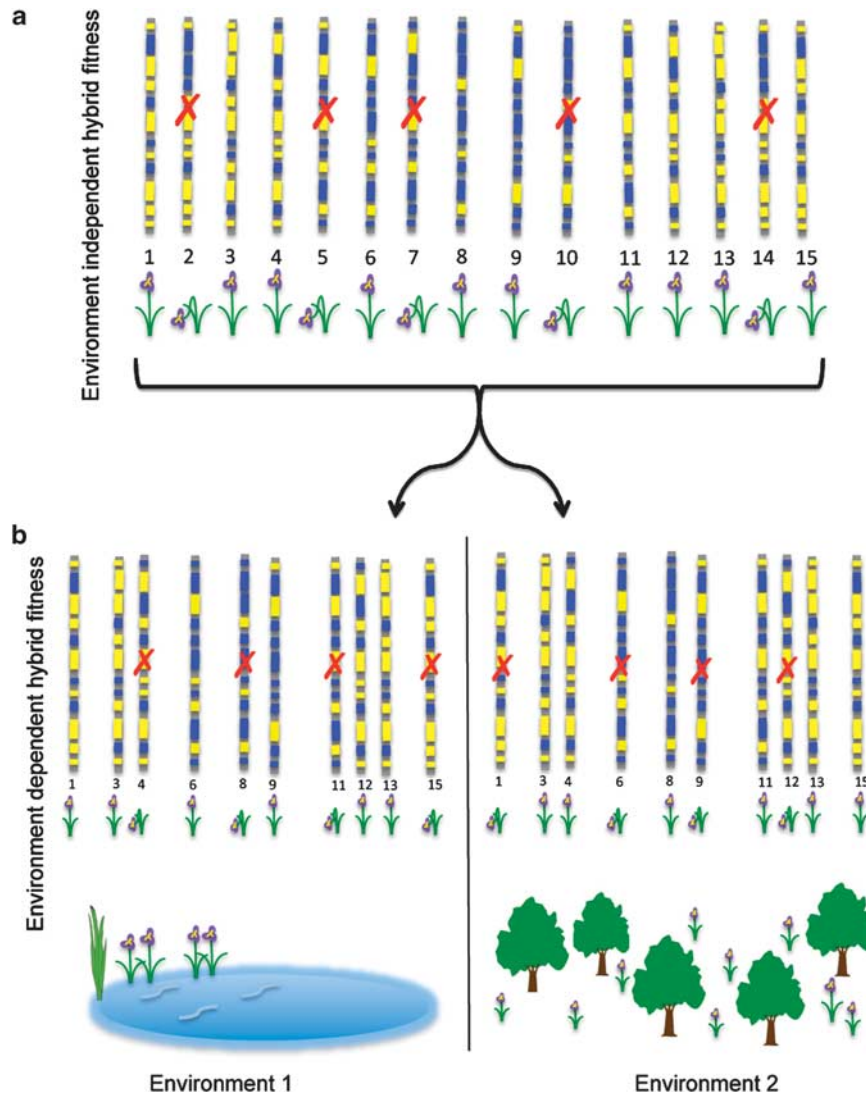 a
Environment independent hybrid fitness
1 2 3 4 5 6 7 8 9 10 11 12 13 14 15
b
Environment dependent hybrid fitness
1 3 4 6 8 9 11 12 13 15
1 3 4 6 8 9 11 12 13 15
Environment 1
Environment 2